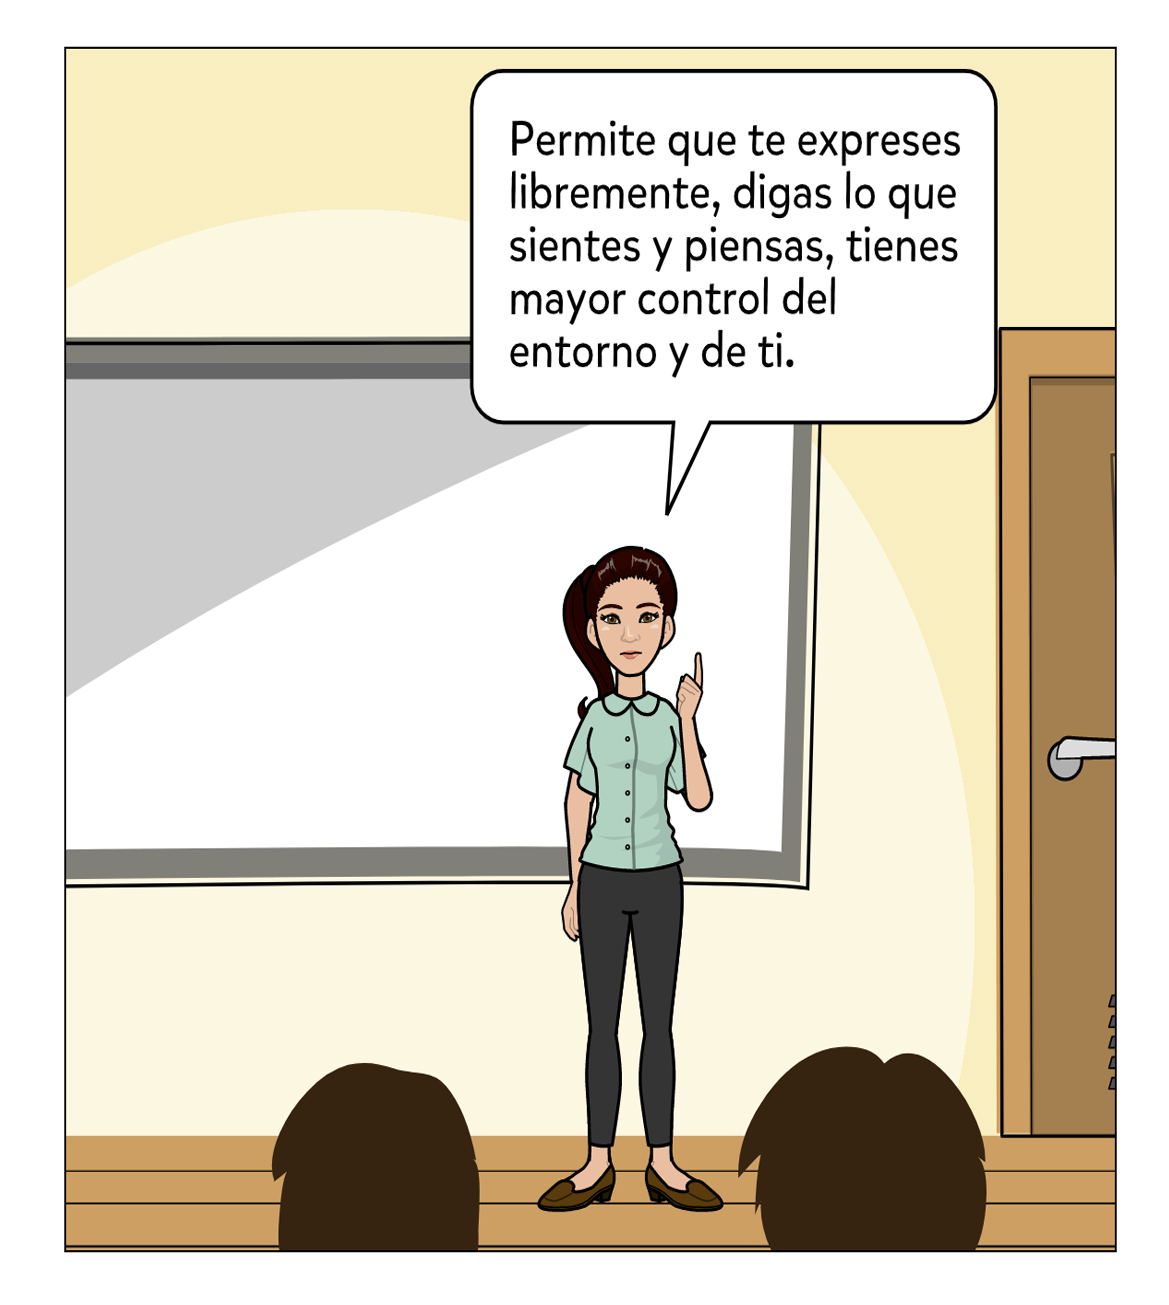 Permite que te expreses
libremente, digas lo que
sientes y piensas, tienes
mayor control del
entorno y de ti.